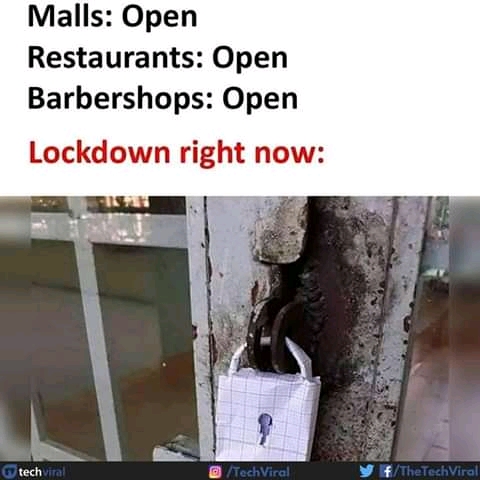 Malls: Open
Restaurants: Open
Barbershops: Open
Lockdown right now:
techviral
/TechViral
/TheTechViral